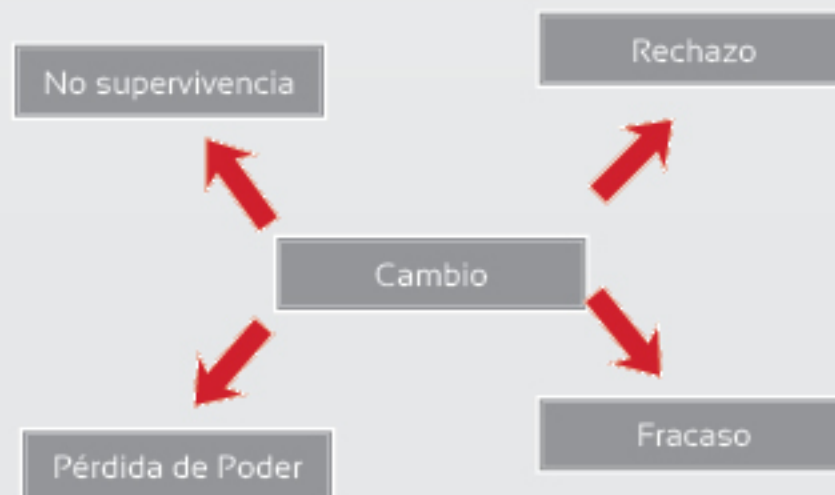 No supervivencia
Rechazo
Cambio
Pérdida de Poder
Fracaso